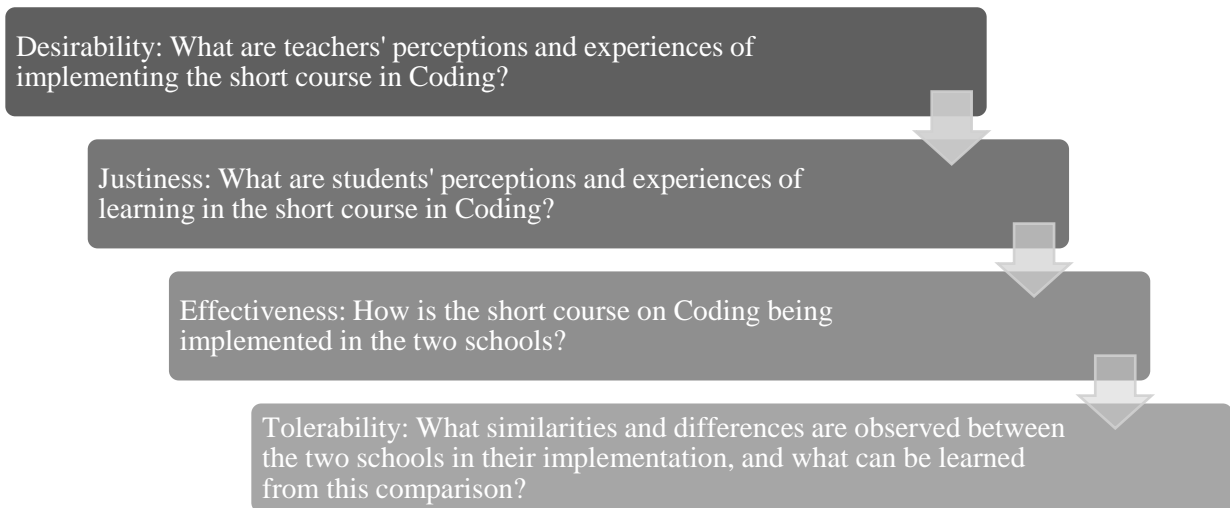 Desirability: What are teachers' perceptions and experiences of
implementing the short course in Coding?
Justiness: What are students' perceptions and experiences of
learning in the short course in Coding?
Effectiveness: How is the short course on Coding being
implemented in the two schools?
Tolerability: What similarities and differences are observed between
the two schools in their implementation, and what can be learned
from this comparison?